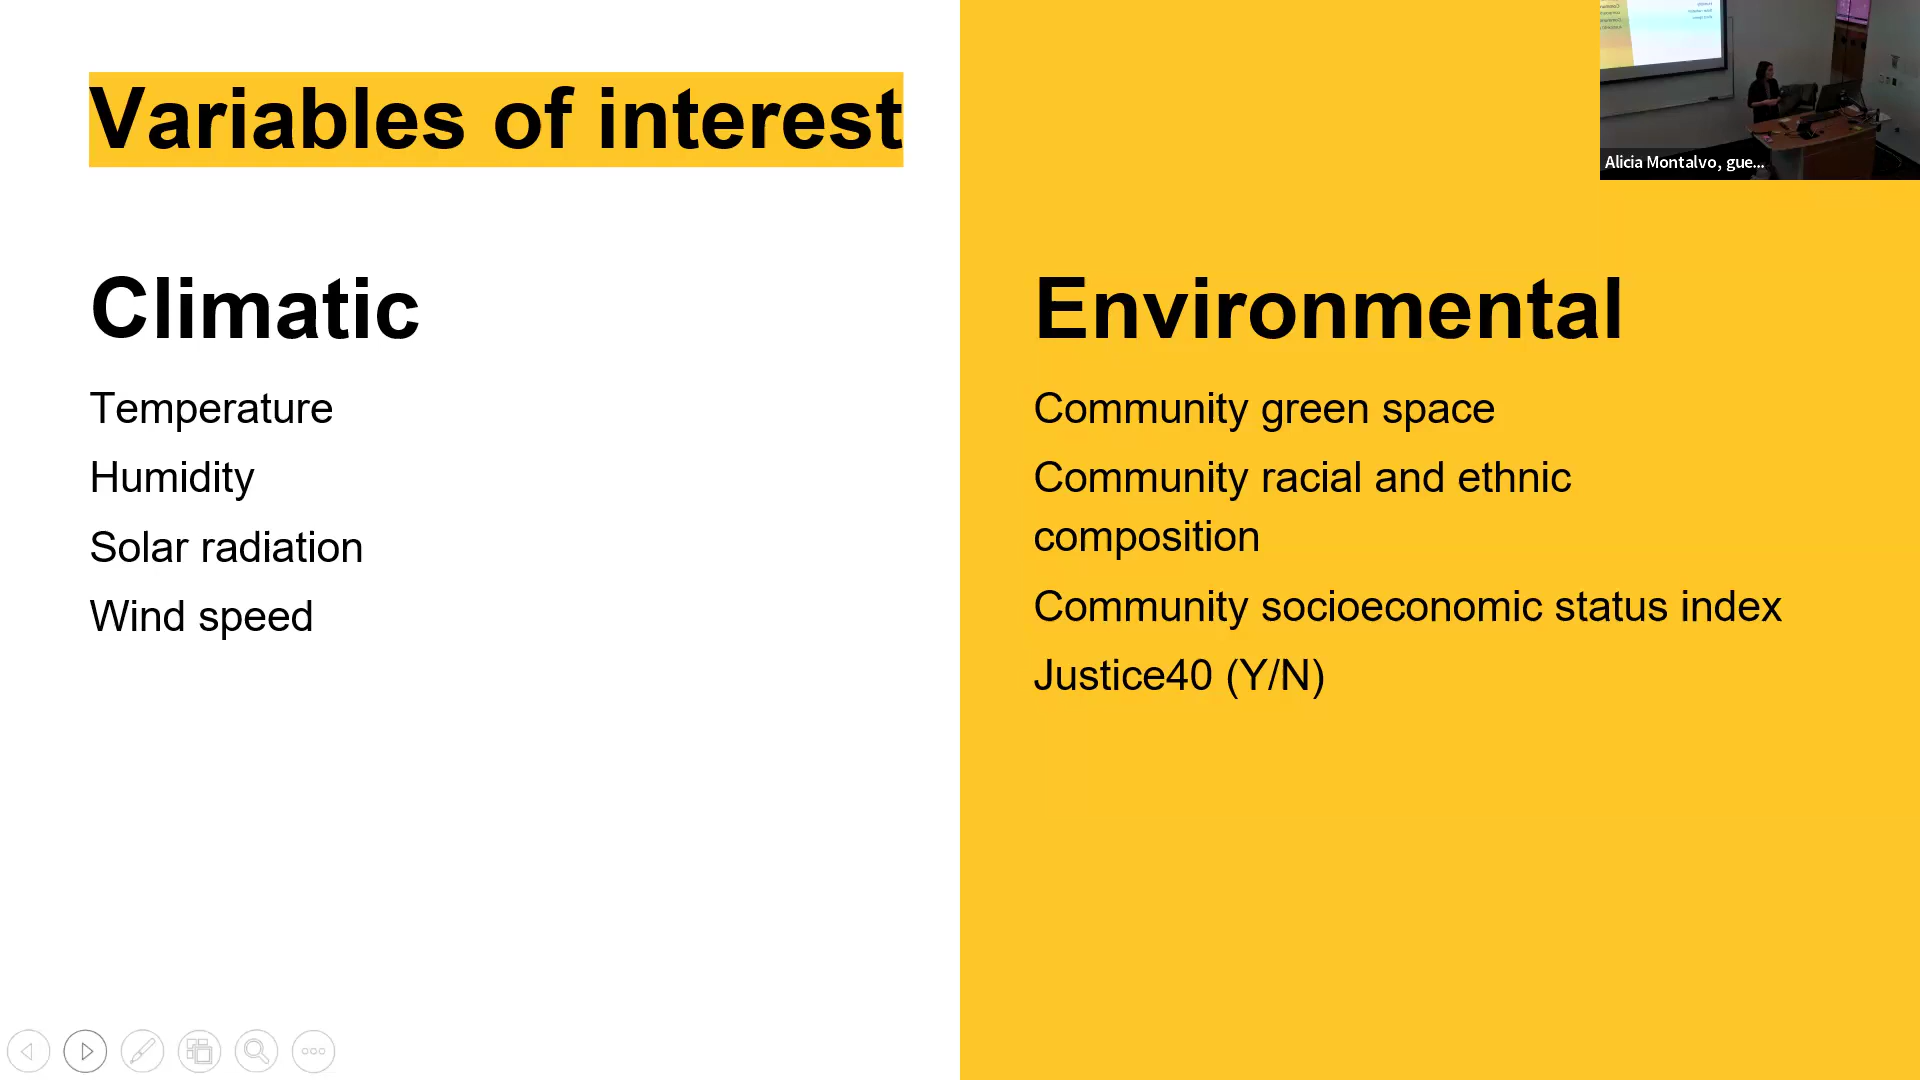 Variables of interest
Climatic
Temperature
Humidity
Solar radiation
Wind speed
Environmental
Community green space
Community racial and ethnic
composition
Community socioeconomic status index
Justice40 (Y/N)
Alicia Montalvo, gue...